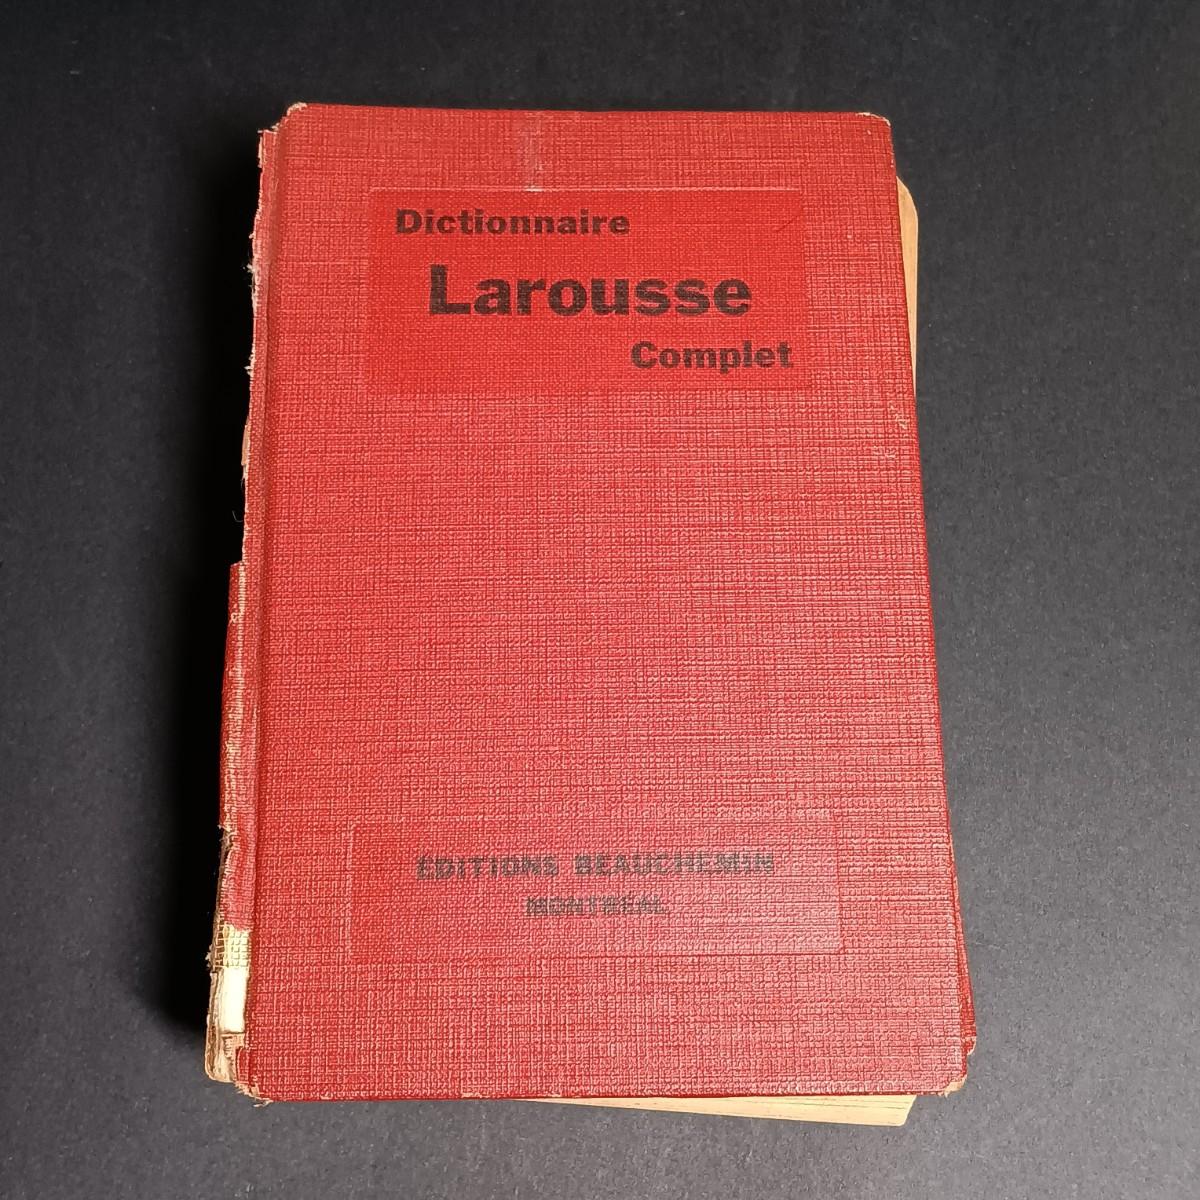 Dictionnaire
Larousse
Complet
EDITIONS BEAUCHEMIN
MONTREAL